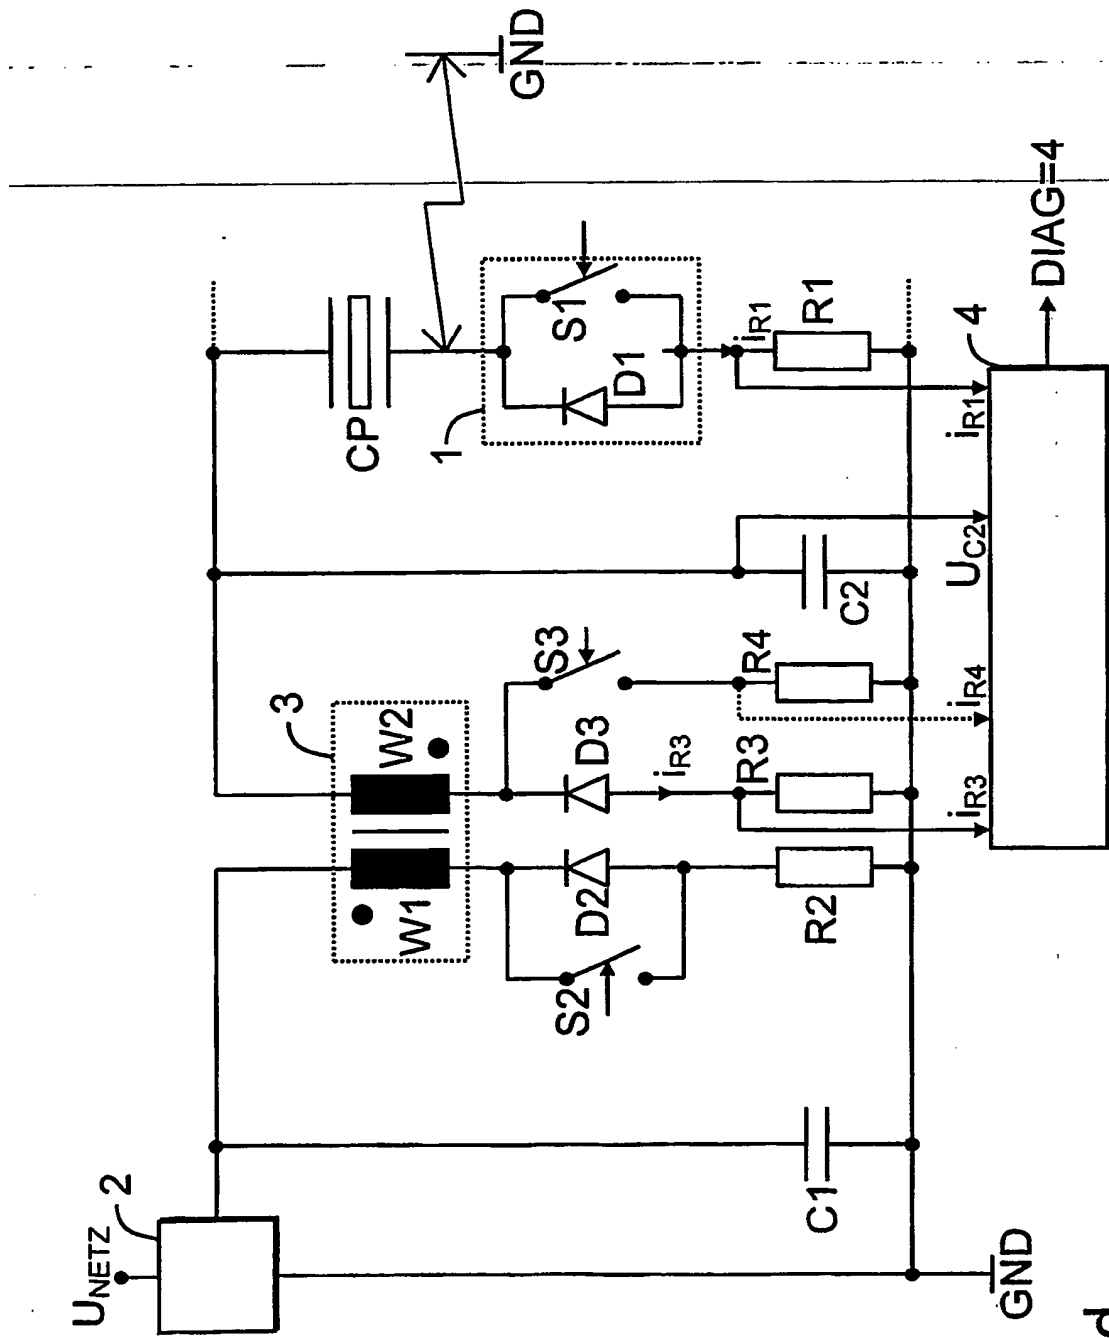 U_NETZ
2
C1
GND
3
W1
W2
S2
D2
R2
D3
i_R3
R3
S3
R4
C2
CP
1
S1
D1
i_R1
R1
GND
i_R3
i_R4
U_C2
i_R1
4
DIAG=4